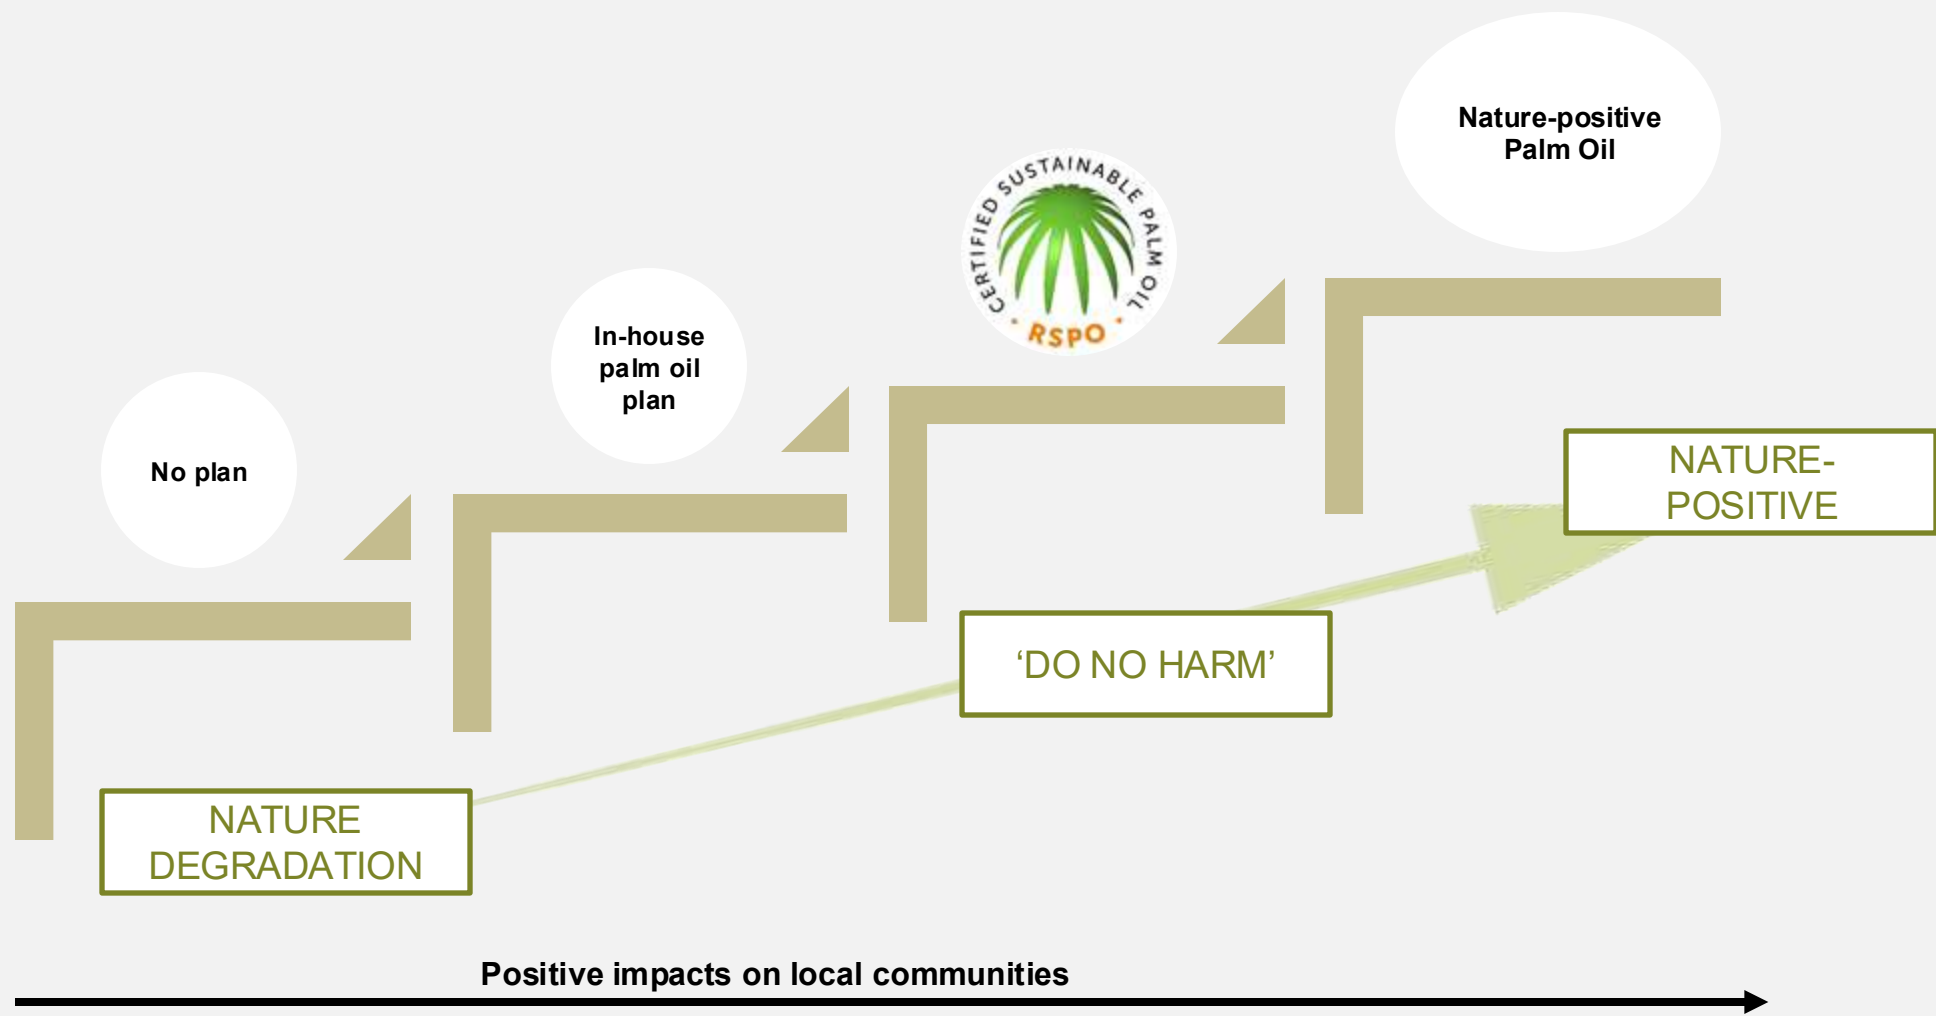 Nature-positive
Palm Oil
CERTIFIED SUSTAINABLE PALM OIL
· RSPO ·
In-house
palm oil
plan
No plan
NATURE-
POSITIVE
‘DO NO HARM’
NATURE
DEGRADATION
Positive impacts on local communities